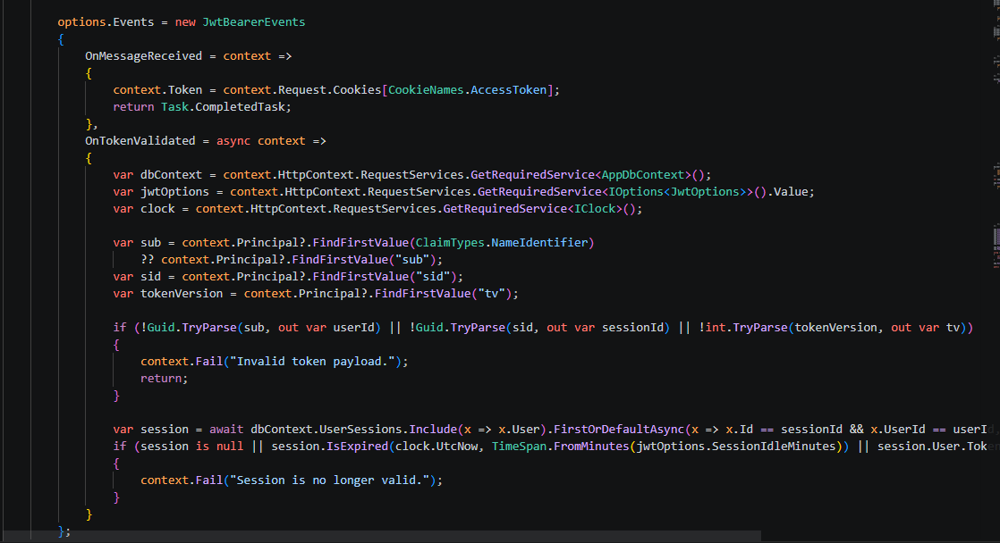 options.Events = new JwtBearerEvents
{
OnMessageReceived = context =>
{
context.Token = context.Request.Cookies[CookieNames.AccessToken];
return Task.CompletedTask;
},
OnTokenValidated = async context =>
{
var dbContext = context.HttpContext.RequestServices.GetRequiredService<AppDbContext>();
var jwtOptions = context.HttpContext.RequestServices.GetRequiredService<IOptions<JwtOptions>>().Value;
var clock = context.HttpContext.RequestServices.GetRequiredService<IClock>();
var sub = context.Principal?.FindFirstValue(ClaimTypes.NameIdentifier)
?? context.Principal?.FindFirstValue("sub");
var sid = context.Principal?.FindFirstValue("sid");
var tokenVersion = context.Principal?.FindFirstValue("tv");
if (!Guid.TryParse(sub, out var userId) || !Guid.TryParse(sid, out var sessionId) || !int.TryParse(tokenVersion, out var tv))
{
context.Fail("Invalid token payload.");
return;
}
var session = await dbContext.UserSessions.Include(x => x.User).FirstOrDefaultAsync(x => x.Id == sessionId && x.UserId == userI
if (session is null || session.IsExpired(clock.UtcNow, TimeSpan.FromMinutes(jwtOptions.SessionIdleMinutes)) || session.User.Tok
{
context.Fail("Session is no longer valid.");
}
}
};